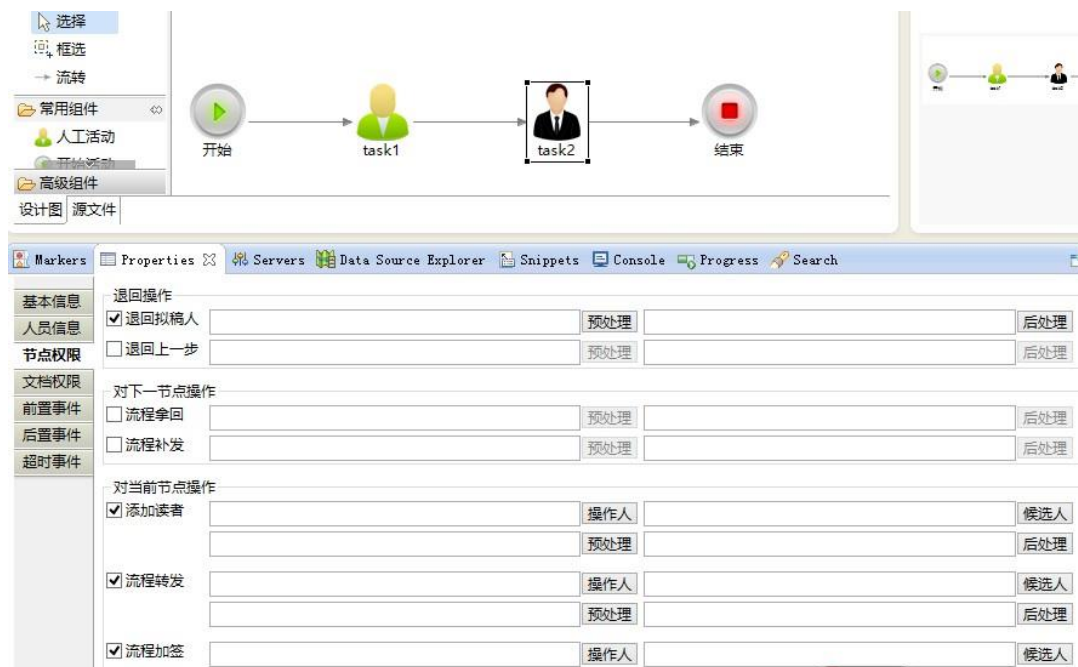 选择
框选
流转
常用组件
人工活动
开始活动
高级组件
设计图 源文件
开始 task1 task2 结束
Markers Properties Servers Data Source Explorer Snippets Console Progress Search
基本信息
人员信息
节点权限
文档权限
前置事件
后置事件
超时事件
退回操作
退回拟稿人 预处理 后处理
退回上一步 预处理 后处理
对下一节点操作
流程拿回 预处理 后处理
流程补发 预处理 后处理
对当前节点操作
添加读者 操作人 候选人
预处理 后处理
流程转发 操作人 候选人
预处理 后处理
流程加签 操作人 候选人